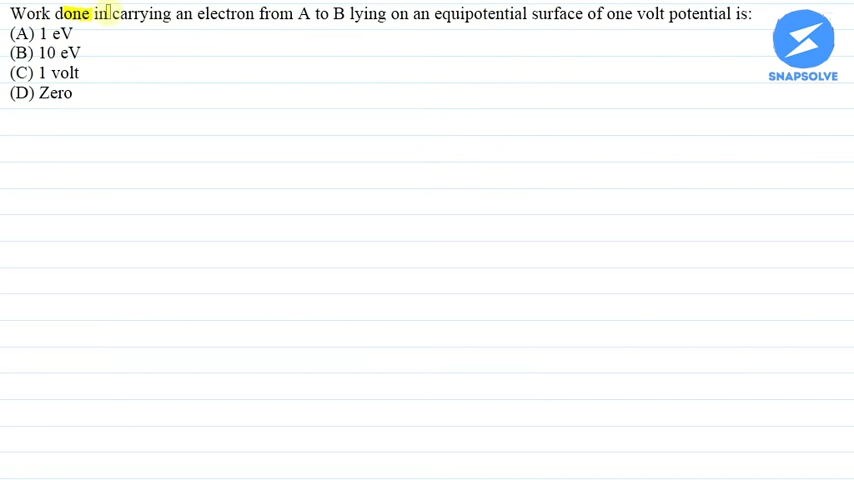 Work done in carrying an electron from A to B lying on an equipotential surface of one volt potential is:
(A) 1 eV
(B) 10 eV
(C) 1 volt
(D) Zero
SNAPSOLVE